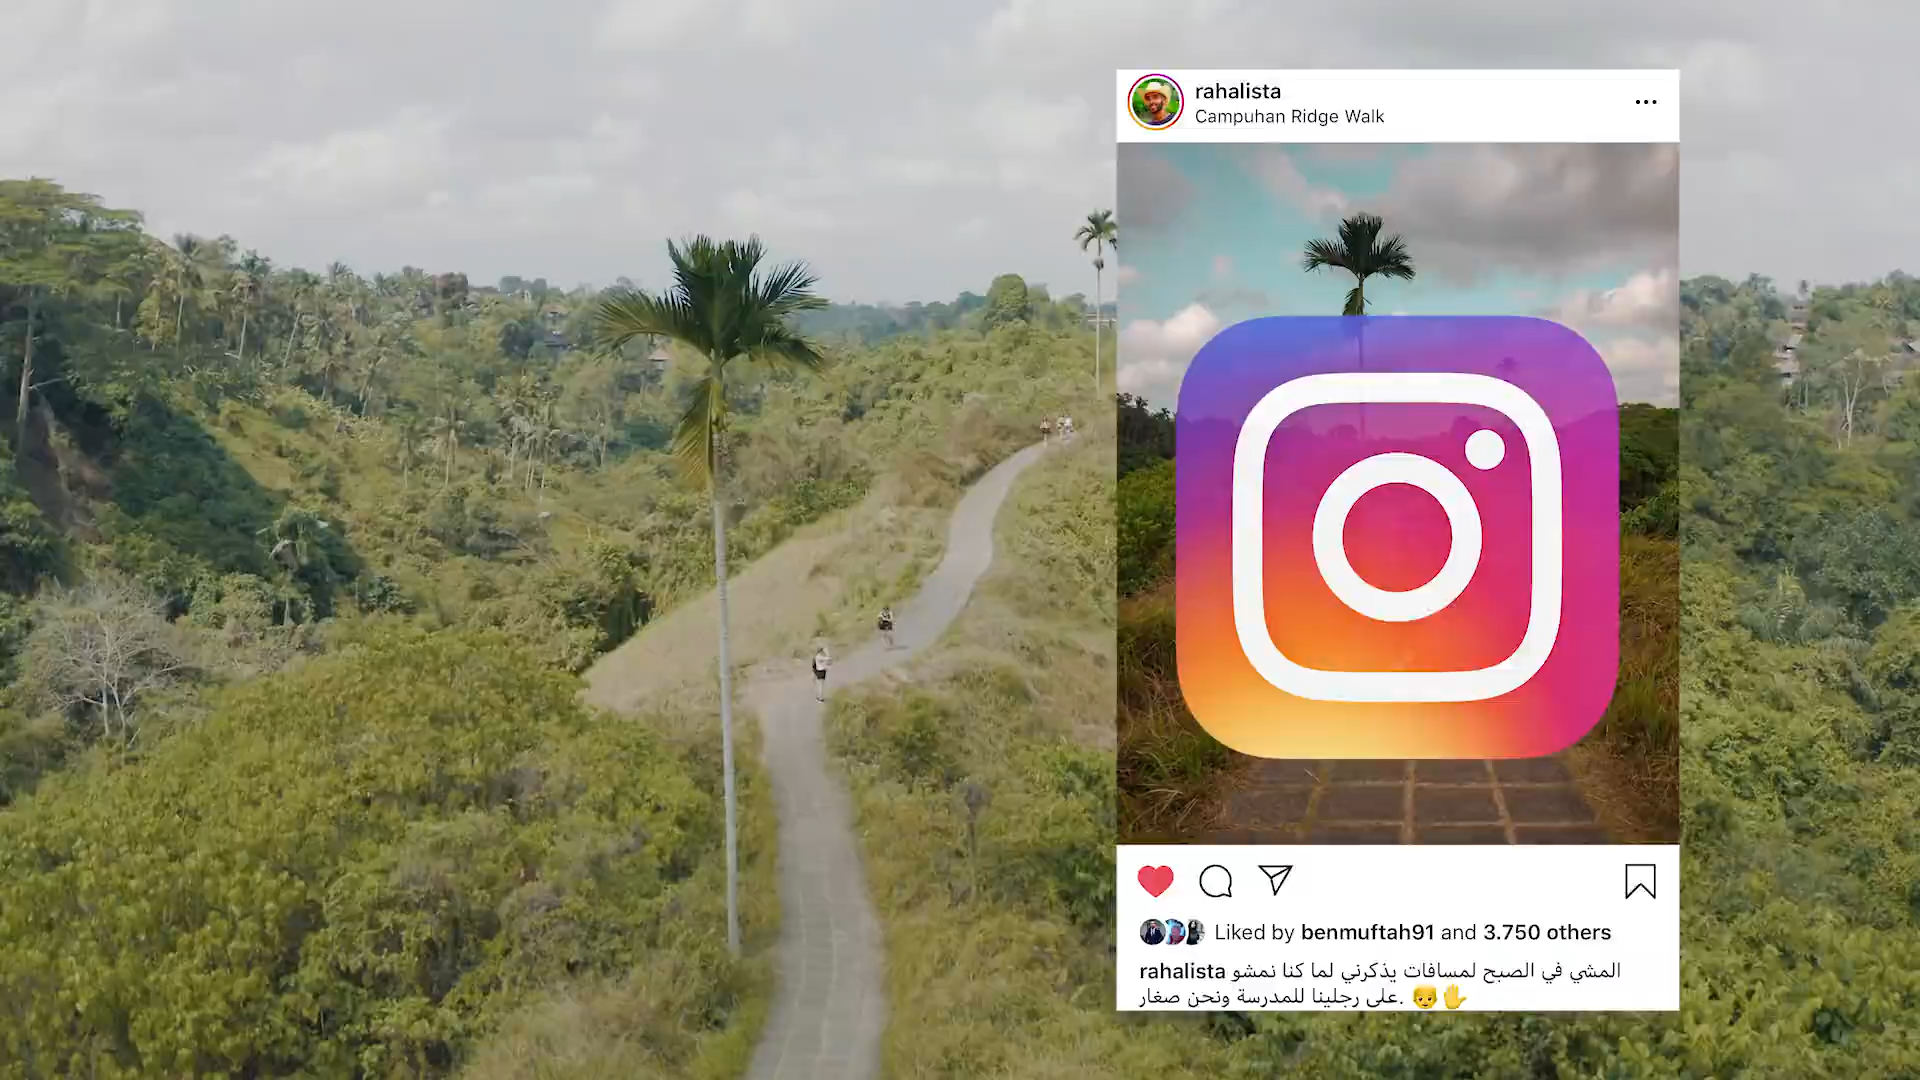 rahalista
Campuhan Ridge Walk
Liked by benmuftah91 and 3.750 others
rahalista المشي في الصبح لمسافات يذكرني لما كنا نمشو
على رجلينا للمدرسة ونحن صغار. 👴✋